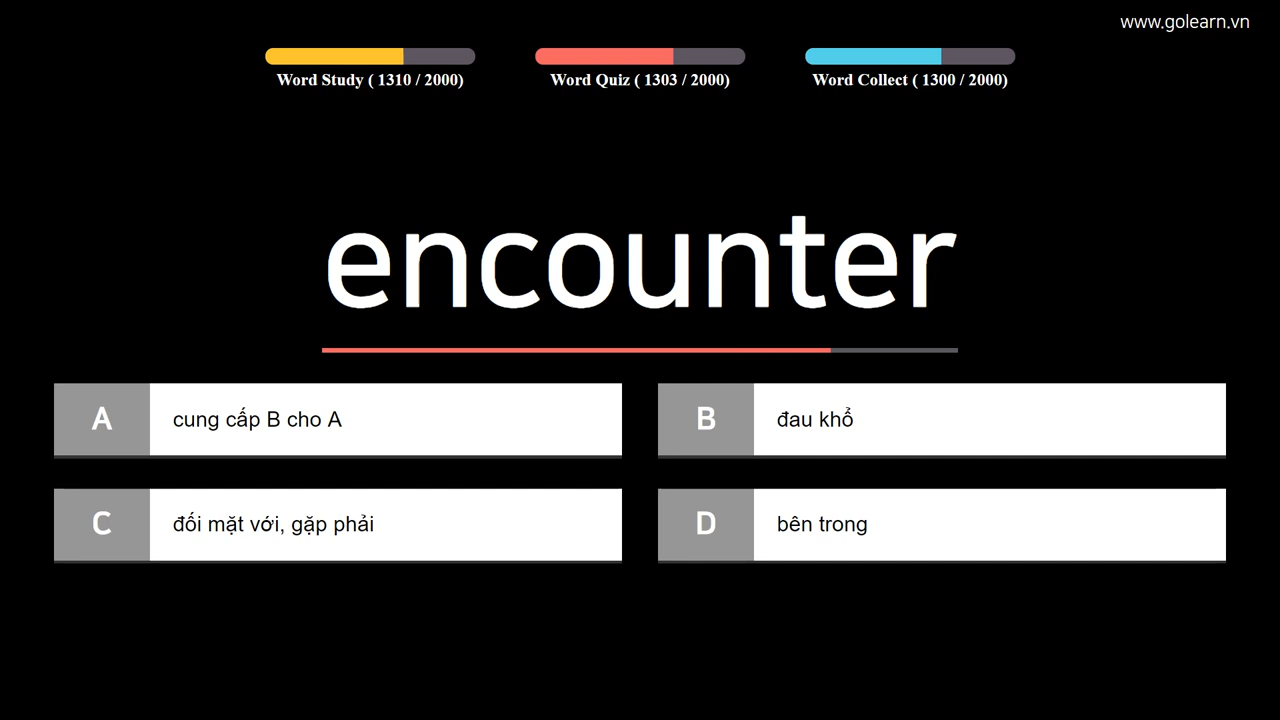 www.golearn.vn
Word Study ( 1310 / 2000)
Word Quiz ( 1303 / 2000)
Word Collect ( 1300 / 2000)
encounter
A cung cấp B cho A
B đau khổ
C đối mặt với, gặp phải
D bên trong